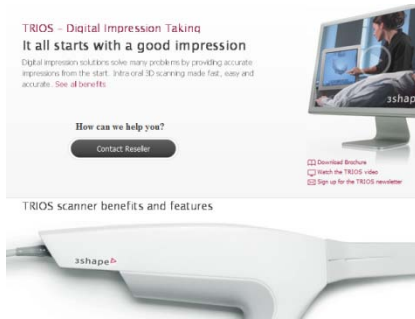 TRIOS – Digital Impression Taking
It all starts with a good impression
Digital impression solutions solve many problems by providing accurate
impressions from the start. Intra oral 3D scanning made fast, easy and
accurate. See all benefits
How can we help you?
Contact Reseller
3shape
Download Brochure
Watch the TRIOS video
Sign up for the TRIOS newsletter
TRIOS scanner benefits and features
3shape